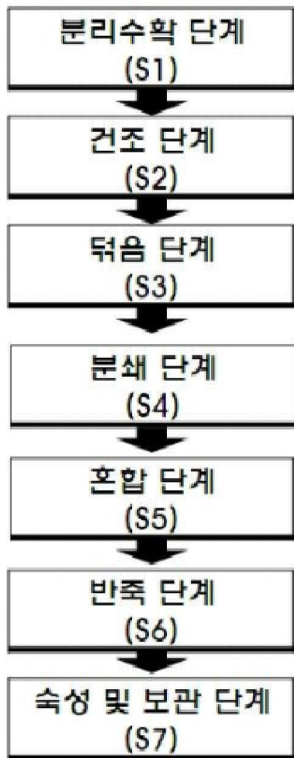 분리수확 단계
(S1)
건조 단계
(S2)
덖음 단계
(S3)
분쇄 단계
(S4)
혼합 단계
(S5)
반죽 단계
(S6)
숙성 및 보관 단계
(S7)